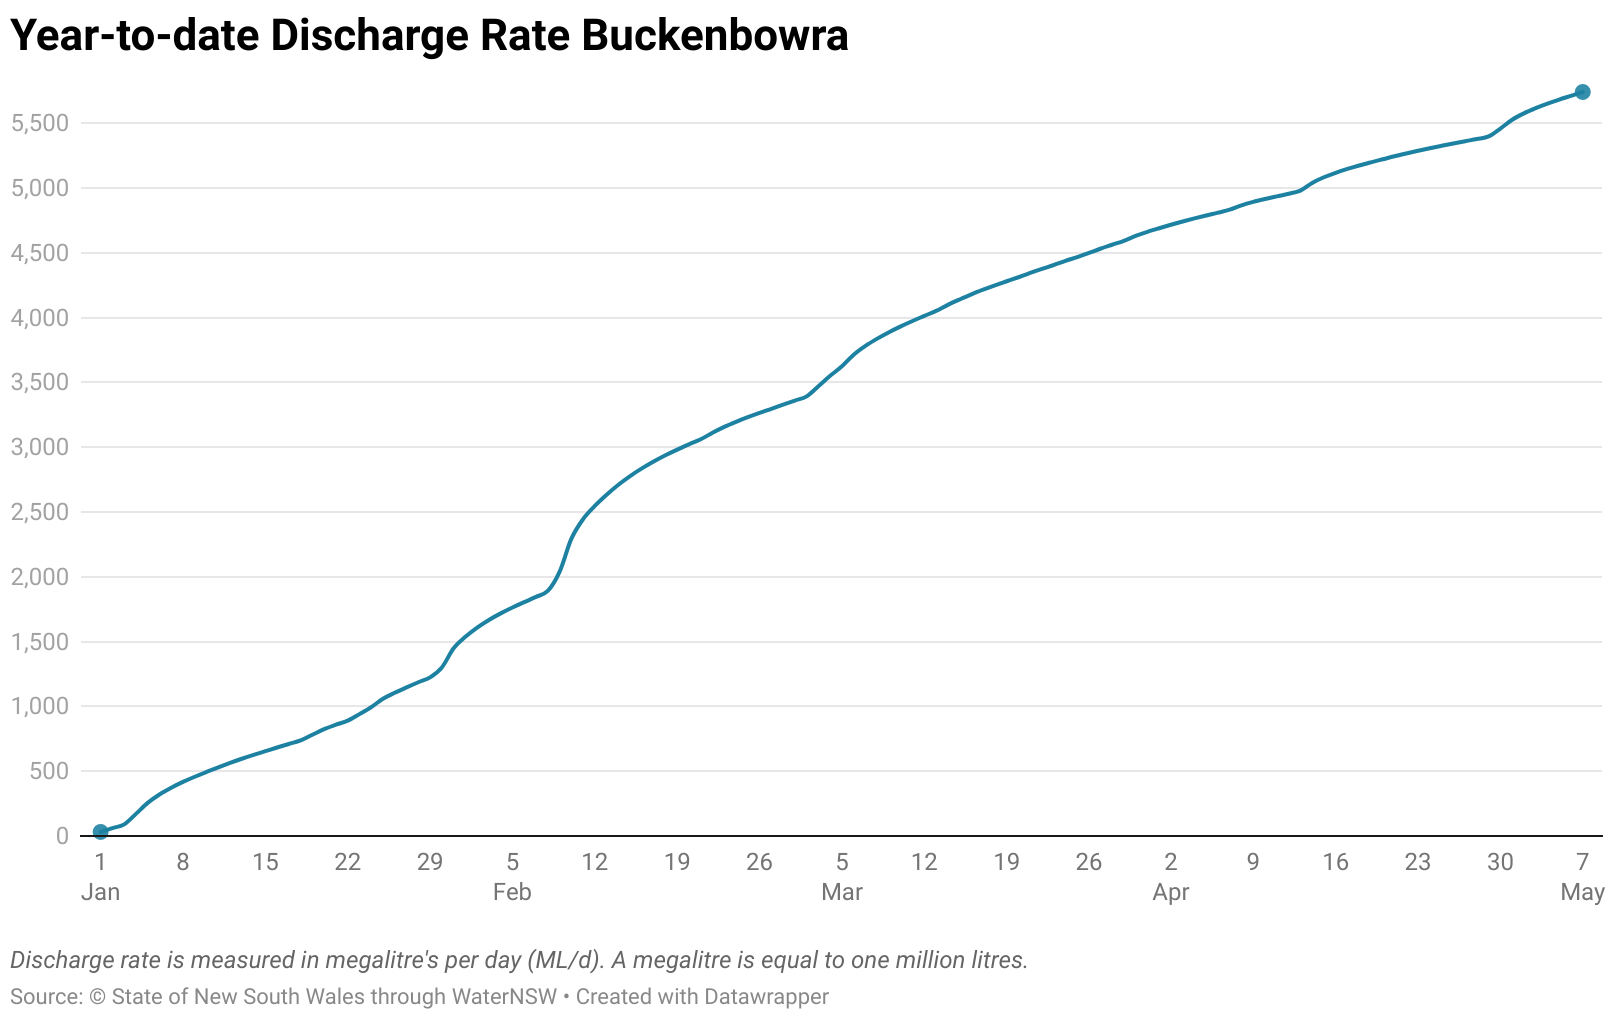 Year-to-date Discharge Rate Buckenbowra
5,500
5,000
4,500
4,000
3,500
3,000
2,500
2,000
1,500
1,000
500
0
1 8 15 22 29 5 12 19 26 5 12 19 26 2 9 16 23 30 7
Jan Feb Mar Apr May
Discharge rate is measured in megalitre's per day (ML/d). A megalitre is equal to one million litres.
Source: © State of New South Wales through WaterNSW • Created with Datawrapper